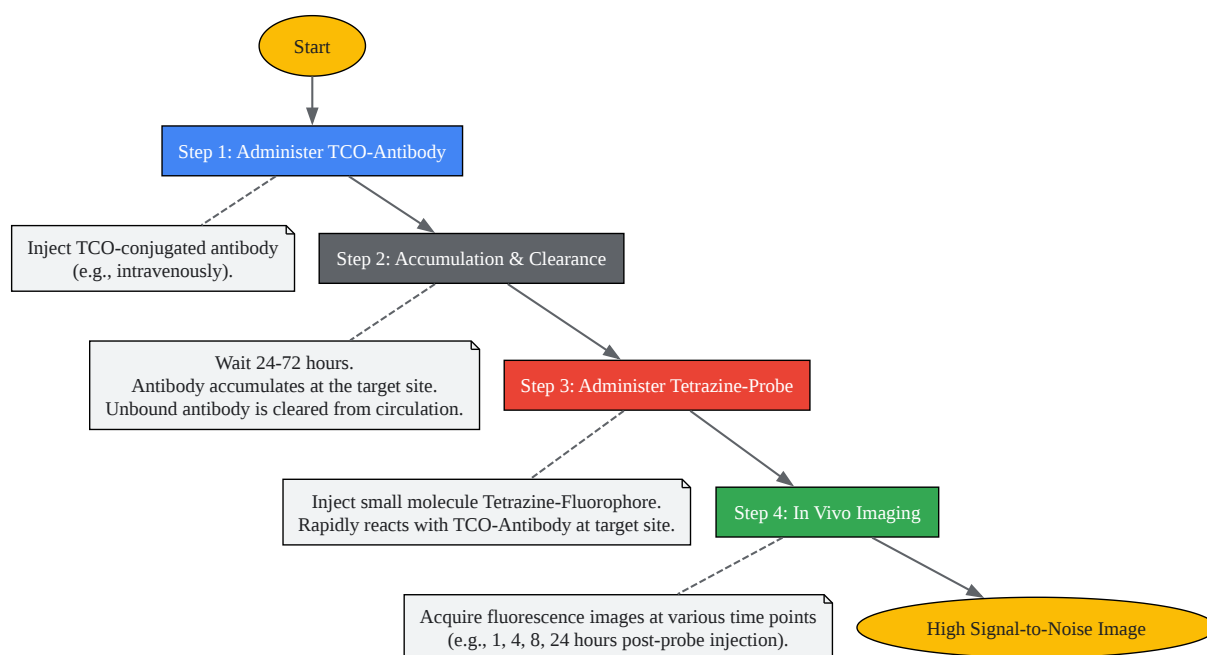 Start
Step 1: Administer TCO-Antibody
Inject TCO-conjugated antibody
(e.g., intravenously).
Step 2: Accumulation & Clearance
Wait 24-72 hours.
Antibody accumulates at the target site.
Unbound antibody is cleared from circulation.
Step 3: Administer Tetrazine-Probe
Inject small molecule Tetrazine-Fluorophore.
Rapidly reacts with TCO-Antibody at target site.
Step 4: In Vivo Imaging
Acquire fluorescence images at various time points
(e.g., 1, 4, 8, 24 hours post-probe injection).
High Signal-to-Noise Image